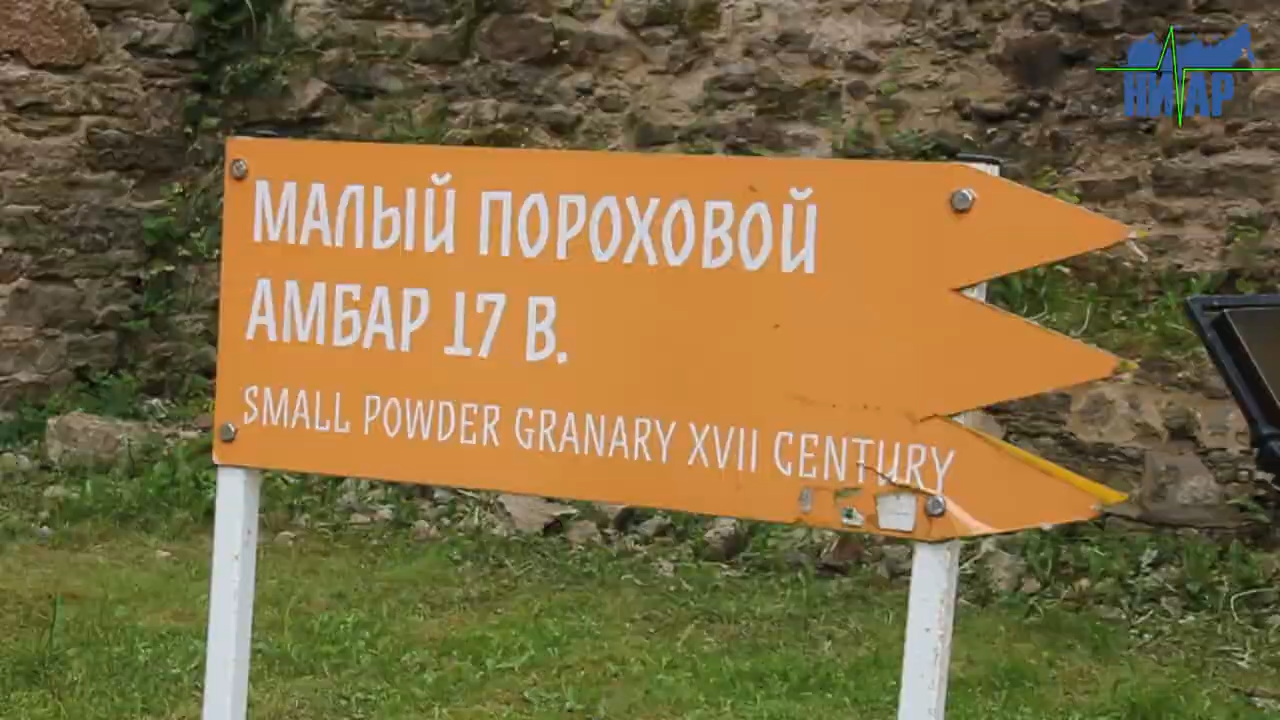 МАЛЫЙ ПОРОХОВОЙ
АМБАР 17 В.
SMALL POWDER GRANARY XVII CENTURY
НИАР